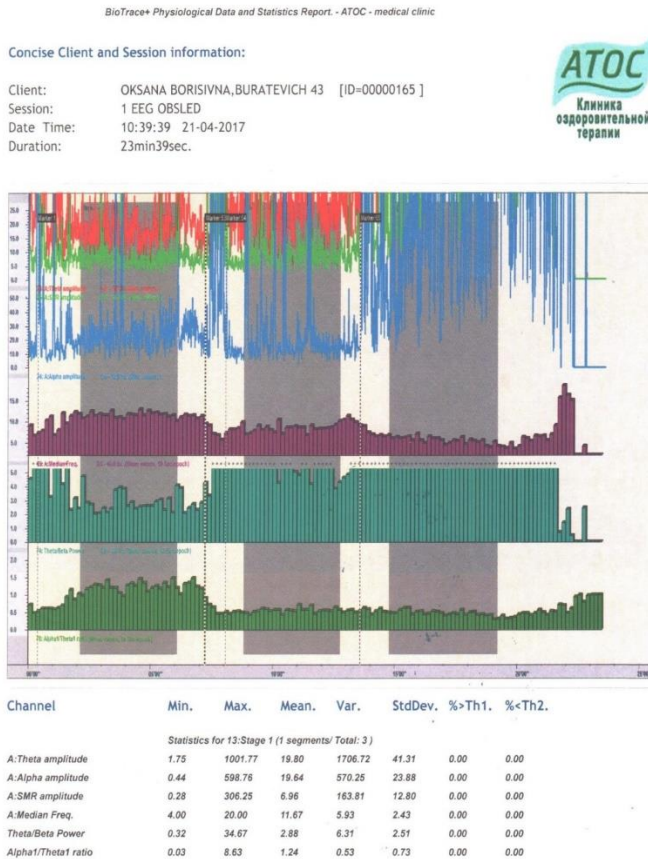 BioTrace+ Physiological Data and Statistics Report. - ATOC - medical clinic
Concise Client and Session information:
Client: OKSANA BORISIVNA,BURATEVICH 43 [ID=00000165 ]
Session: 1 EEG OBSLED
Date Time: 10:39:39 21-04-2017
Duration: 23min39sec.
АТОС
Клиника
оздоровительной
терапии
Channel Min. Max. Mean. Var. StdDev. %>Th1. %<Th2.
Statistics for 13:Stage 1 (1 segments/ Total: 3 )
A:Theta amplitude 1.75 1001.77 19.80 1706.72 41.31 0.00 0.00
A:Alpha amplitude 0.44 598.76 19.64 570.25 23.88 0.00 0.00
A:SMR amplitude 0.28 306.25 6.96 163.81 12.80 0.00 0.00
A:Median Freq. 4.00 20.00 11.67 5.93 2.43 0.00 0.00
Theta/Beta Power 0.32 34.67 2.88 6.31 2.51 0.00 0.00
Alpha1/Theta1 ratio 0.03 8.63 1.24 0.53 0.73 0.00 0.00